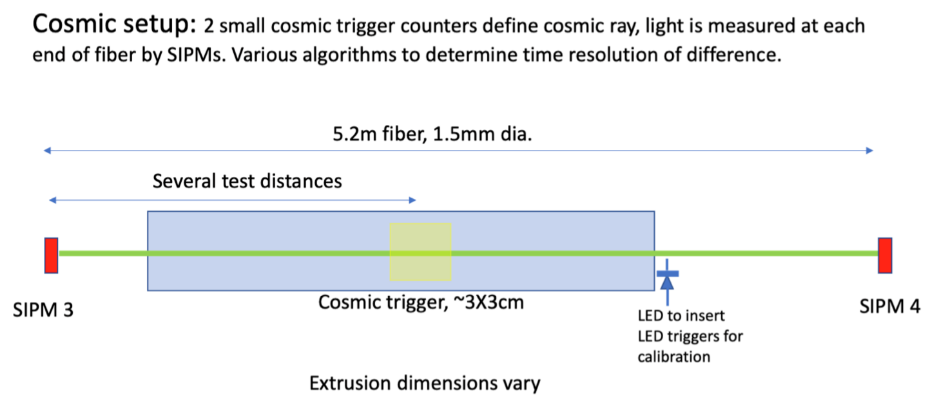 Cosmic setup: 2 small cosmic trigger counters define cosmic ray, light is measured at each
end of fiber by SIPMs. Various algorithms to determine time resolution of difference.
5.2m fiber, 1.5mm dia.
Several test distances
SIPM 3
Cosmic trigger, ~3X3cm
SIPM 4
LED to insert
LED triggers for
calibration
Extrusion dimensions vary